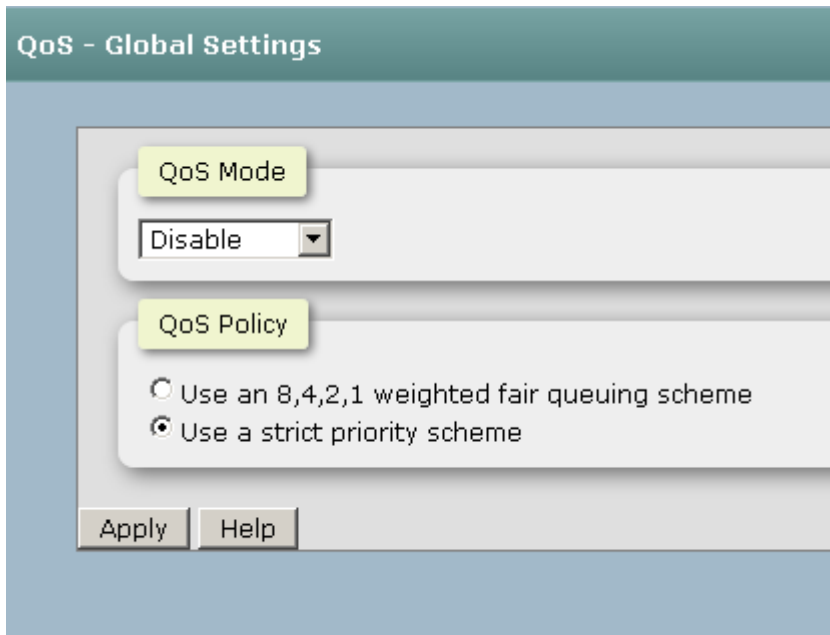 QoS - Global Settings
QoS Mode
Disable
QoS Policy
Use an 8,4,2,1 weighted fair queuing scheme
Use a strict priority scheme
Apply Help